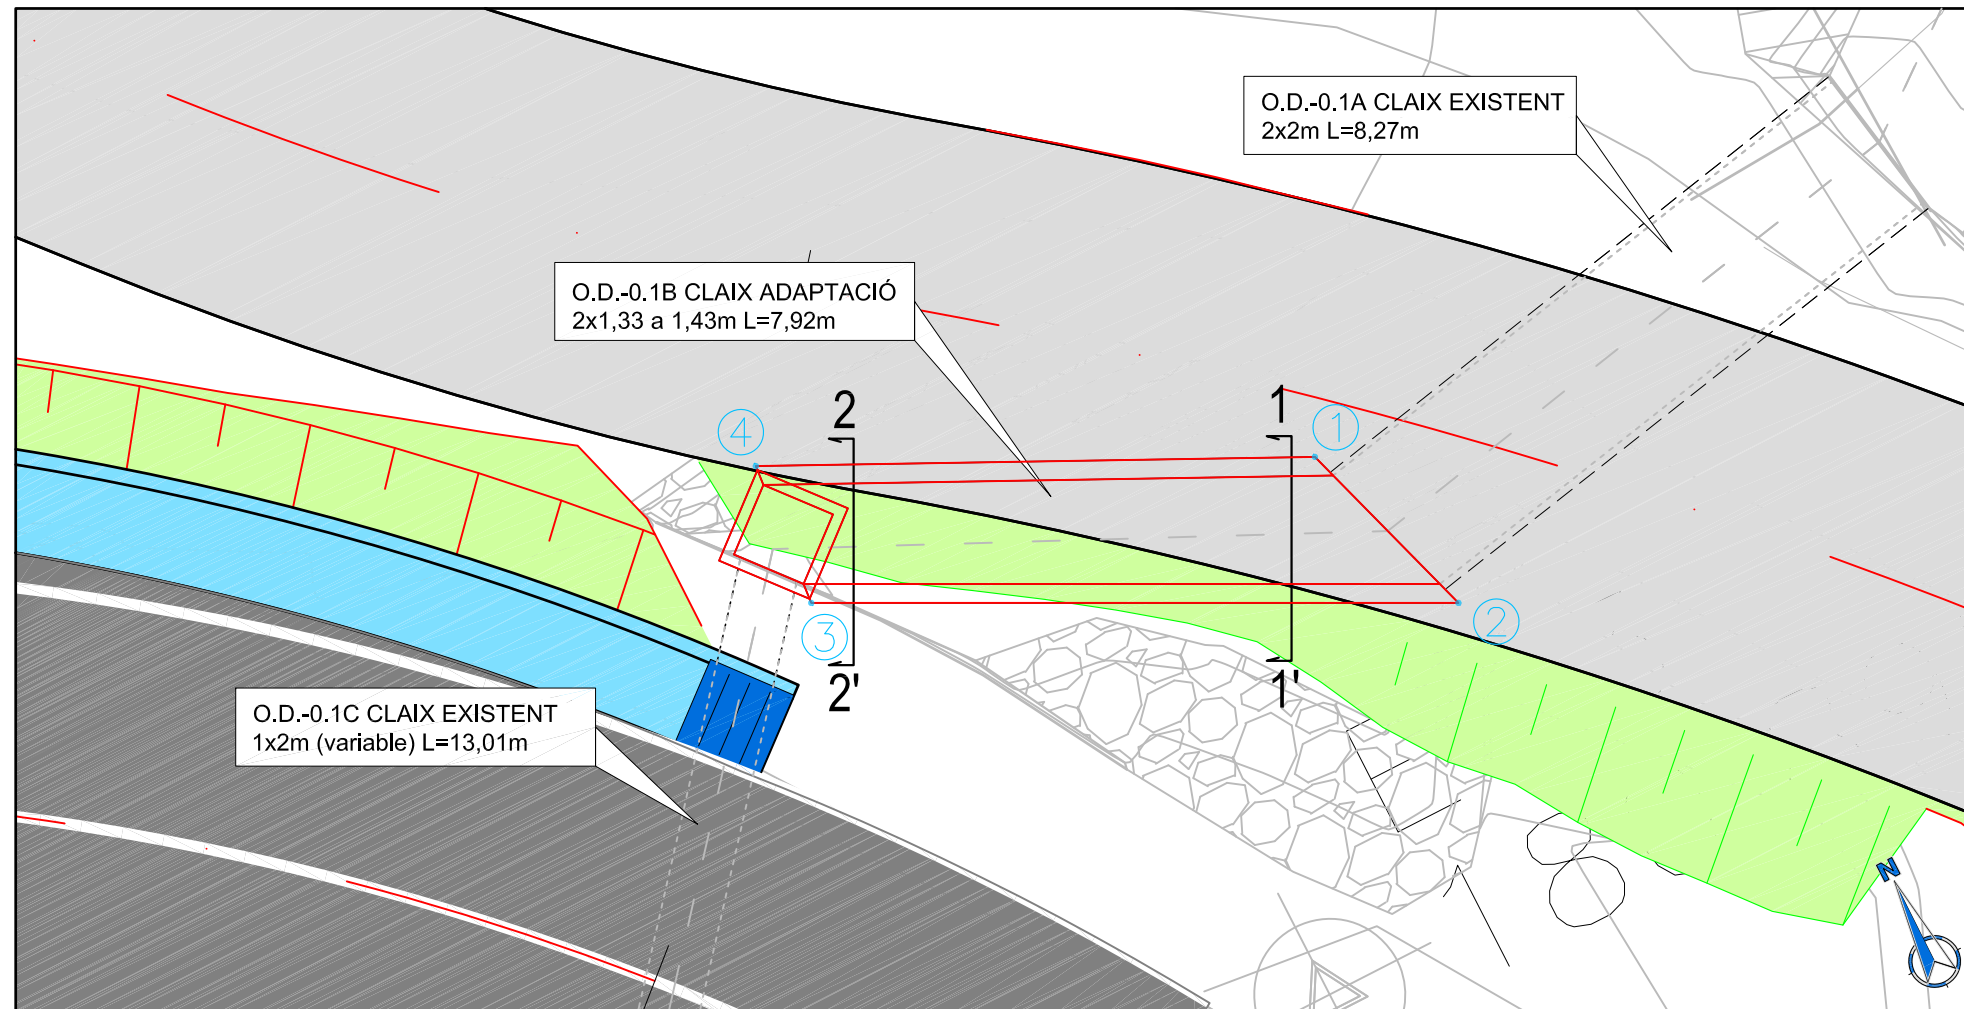 O.D.-0.1A CLAIX EXISTENT
2x2m L=8,27m
O.D.-0.1B CLAIX ADAPTACIÓ
2x1,33 a 1,43m L=7,92m
2
1
1
4
3
2
2'
1'
O.D.-0.1C CLAIX EXISTENT
1x2m (variable) L=13,01m
N